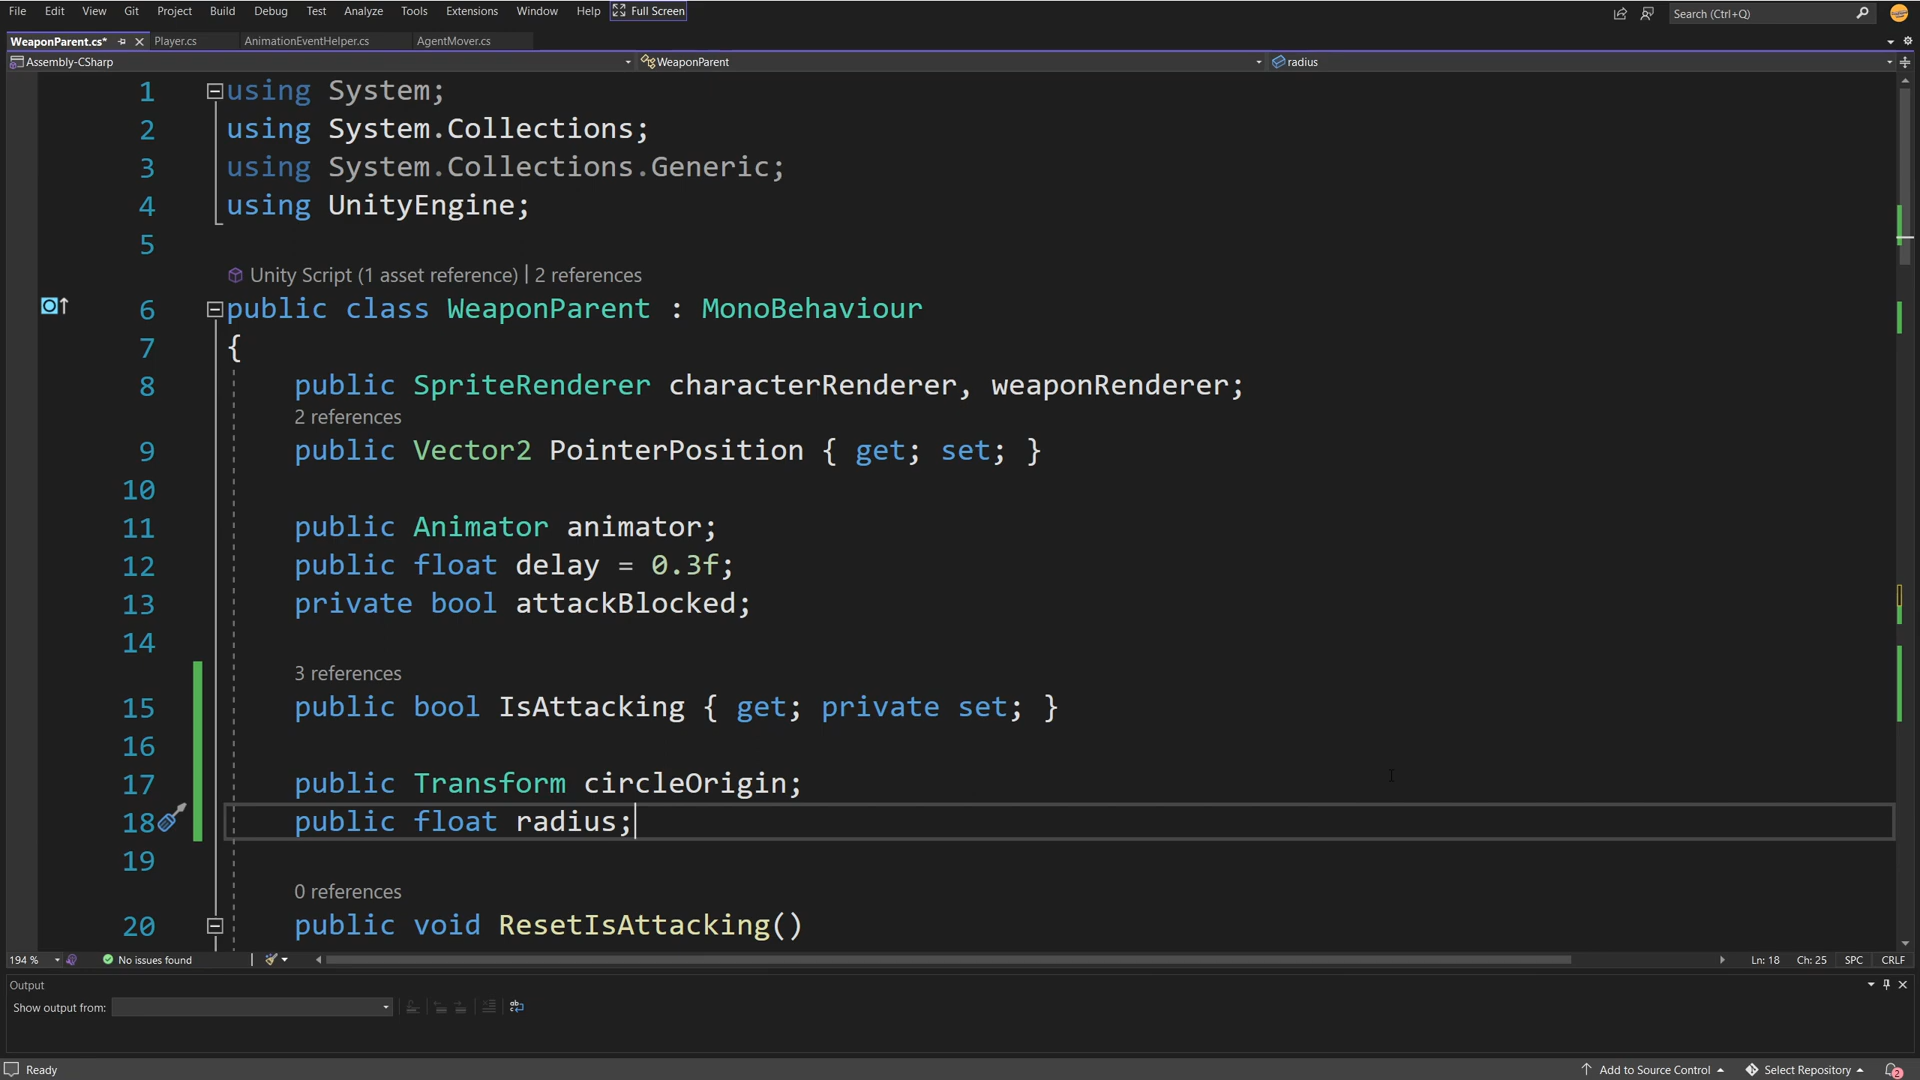 File Edit View Git Project Build Debug Test Analyze Tools Extensions Window Help Full Screen Search (Ctrl+Q)
WeaponParent.cs* Player.cs AnimationEventHelper.cs AgentMover.cs
Assembly-CSharp WeaponParent radius
1 using System;
2 using System.Collections;
3 using System.Collections.Generic;
4 using UnityEngine;
5
Unity Script (1 asset reference) | 2 references
6 public class WeaponParent : MonoBehaviour
7 {
8 public SpriteRenderer characterRenderer, weaponRenderer;
2 references
9 public Vector2 PointerPosition { get; set; }
10
11 public Animator animator;
12 public float delay = 0.3f;
13 private bool attackBlocked;
14
3 references
15 public bool IsAttacking { get; private set; }
16
17 public Transform circleOrigin;
18 public float radius;
19
0 references
20 public void ResetIsAttacking()
194 % No issues found Ln: 18 Ch: 25 SPC CRLF
Output
Show output from:
Ready Add to Source Control Select Repository 2